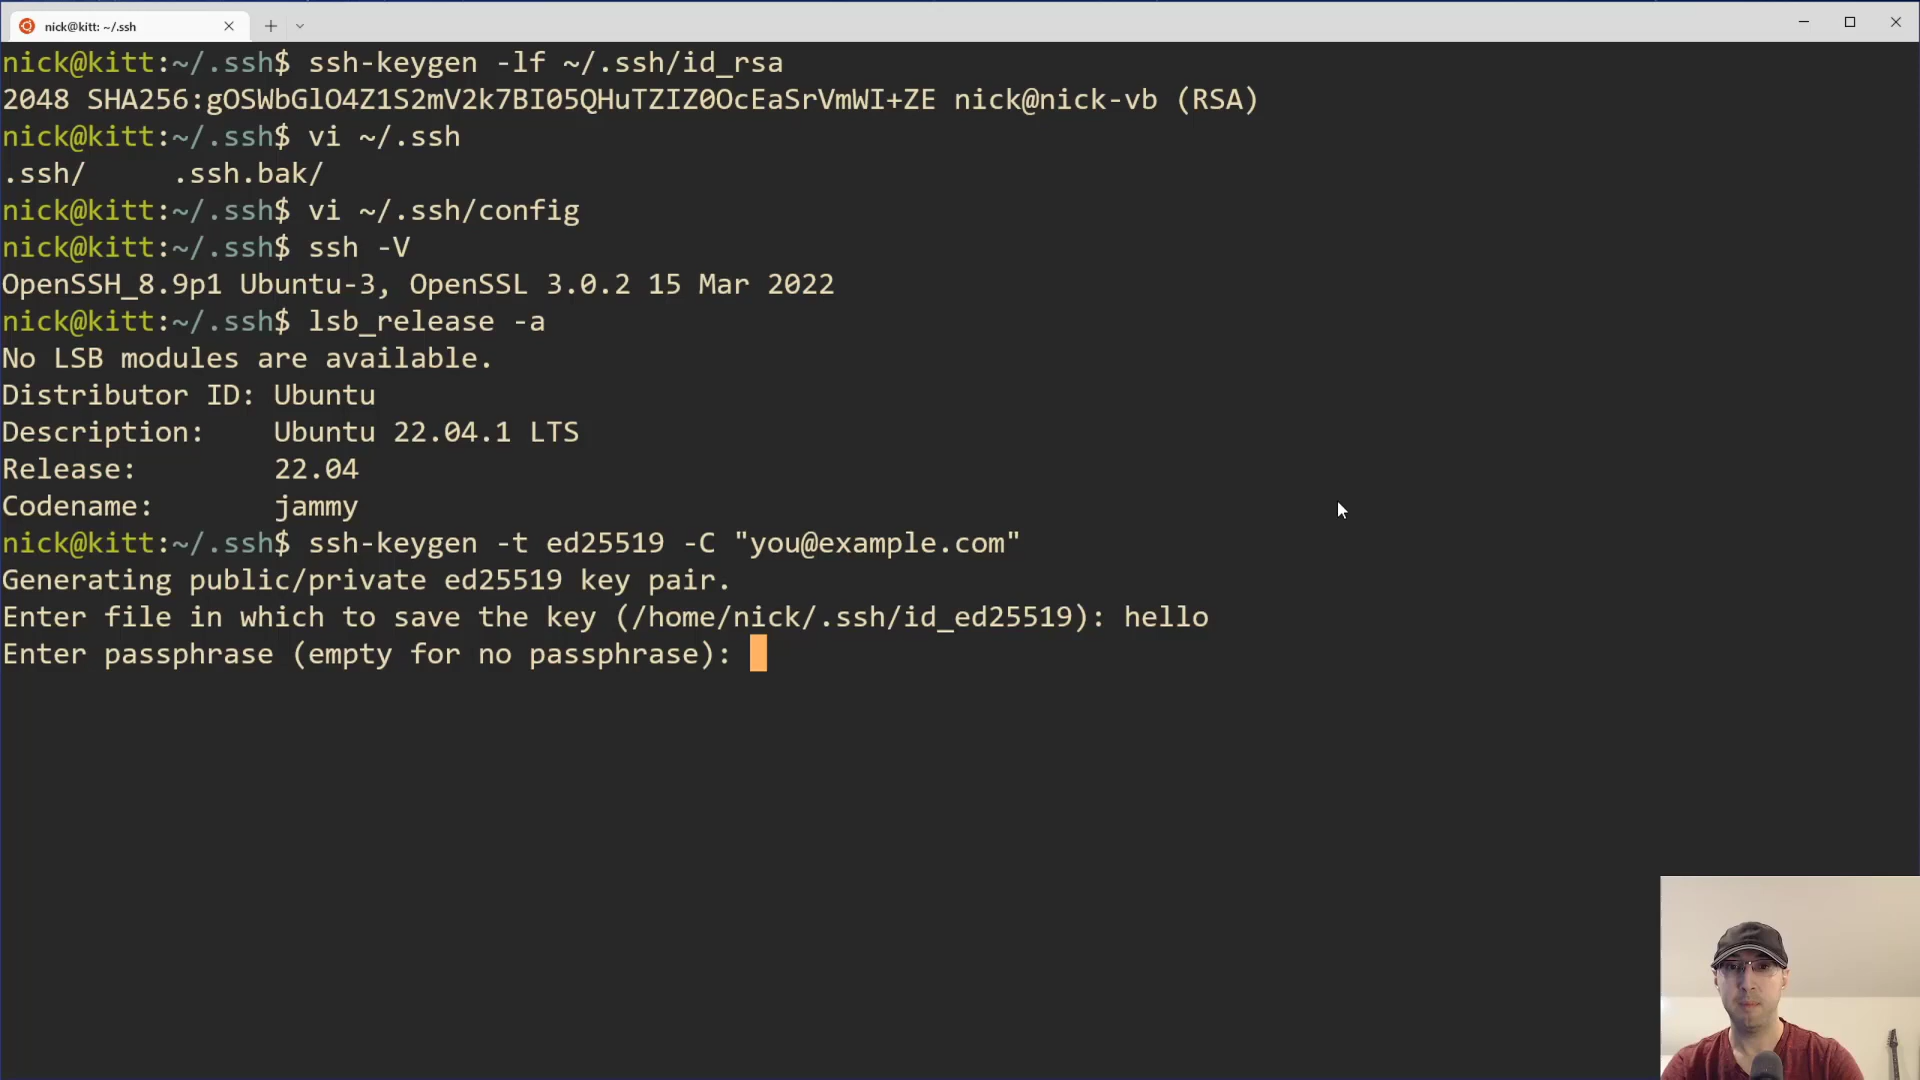 nick@kitt: ~/.ssh
nick@kitt:~/.ssh$ ssh-keygen -lf ~/.ssh/id_rsa
2048 SHA256:gOSWbGlO4Z1S2mV2k7BI05QHuTZIZ0OcEaSrVmWI+ZE nick@nick-vb (RSA)
nick@kitt:~/.ssh$ vi ~/.ssh
.ssh/     .ssh.bak/
nick@kitt:~/.ssh$ vi ~/.ssh/config
nick@kitt:~/.ssh$ ssh -V
OpenSSH_8.9p1 Ubuntu-3, OpenSSL 3.0.2 15 Mar 2022
nick@kitt:~/.ssh$ lsb_release -a
No LSB modules are available.
Distributor ID: Ubuntu
Description:    Ubuntu 22.04.1 LTS
Release:        22.04
Codename:       jammy
nick@kitt:~/.ssh$ ssh-keygen -t ed25519 -C "you@example.com"
Generating public/private ed25519 key pair.
Enter file in which to save the key (/home/nick/.ssh/id_ed25519): hello
Enter passphrase (empty for no passphrase):